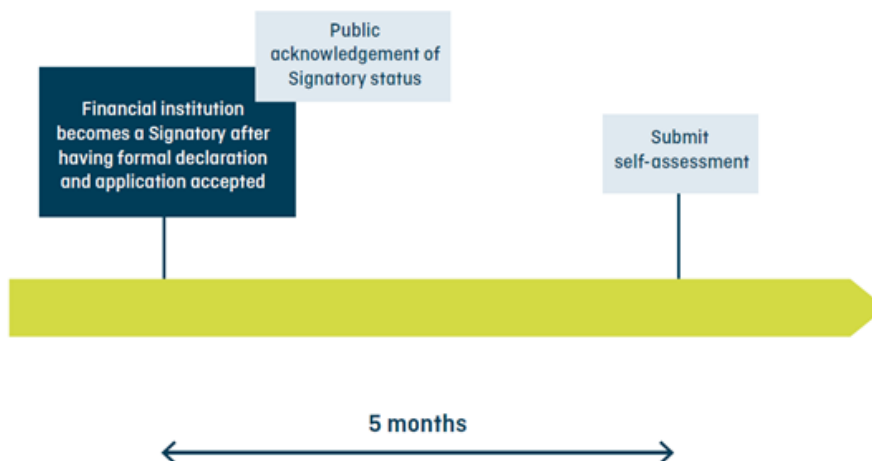 Public
acknowledgement of
Signatory status
Financial institution
becomes a Signatory after
having formal declaration
and application accepted
Submit
self-assessment
5 months